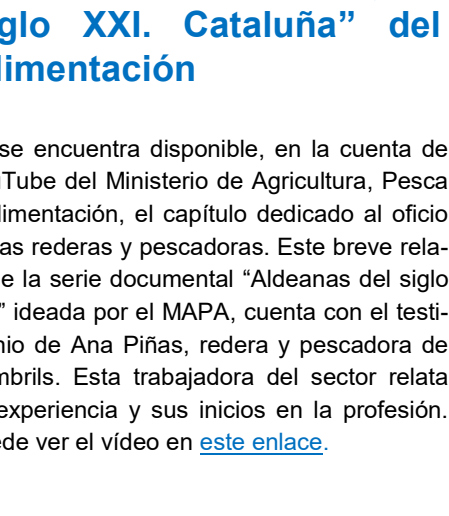 glo XXI. Cataluña” del
limentación
se encuentra disponible, en la cuenta de
uTube del Ministerio de Agricultura, Pesca
limentación, el capítulo dedicado al oficio
as rederas y pescadoras. Este breve rela-
e la serie documental “Aldeanas del siglo
” ideada por el MAPA, cuenta con el testi-
nio de Ana Piñas, redera y pescadora de
mbrils. Esta trabajadora del sector relata
experiencia y sus inicios en la profesión.
ede ver el vídeo en este enlace.